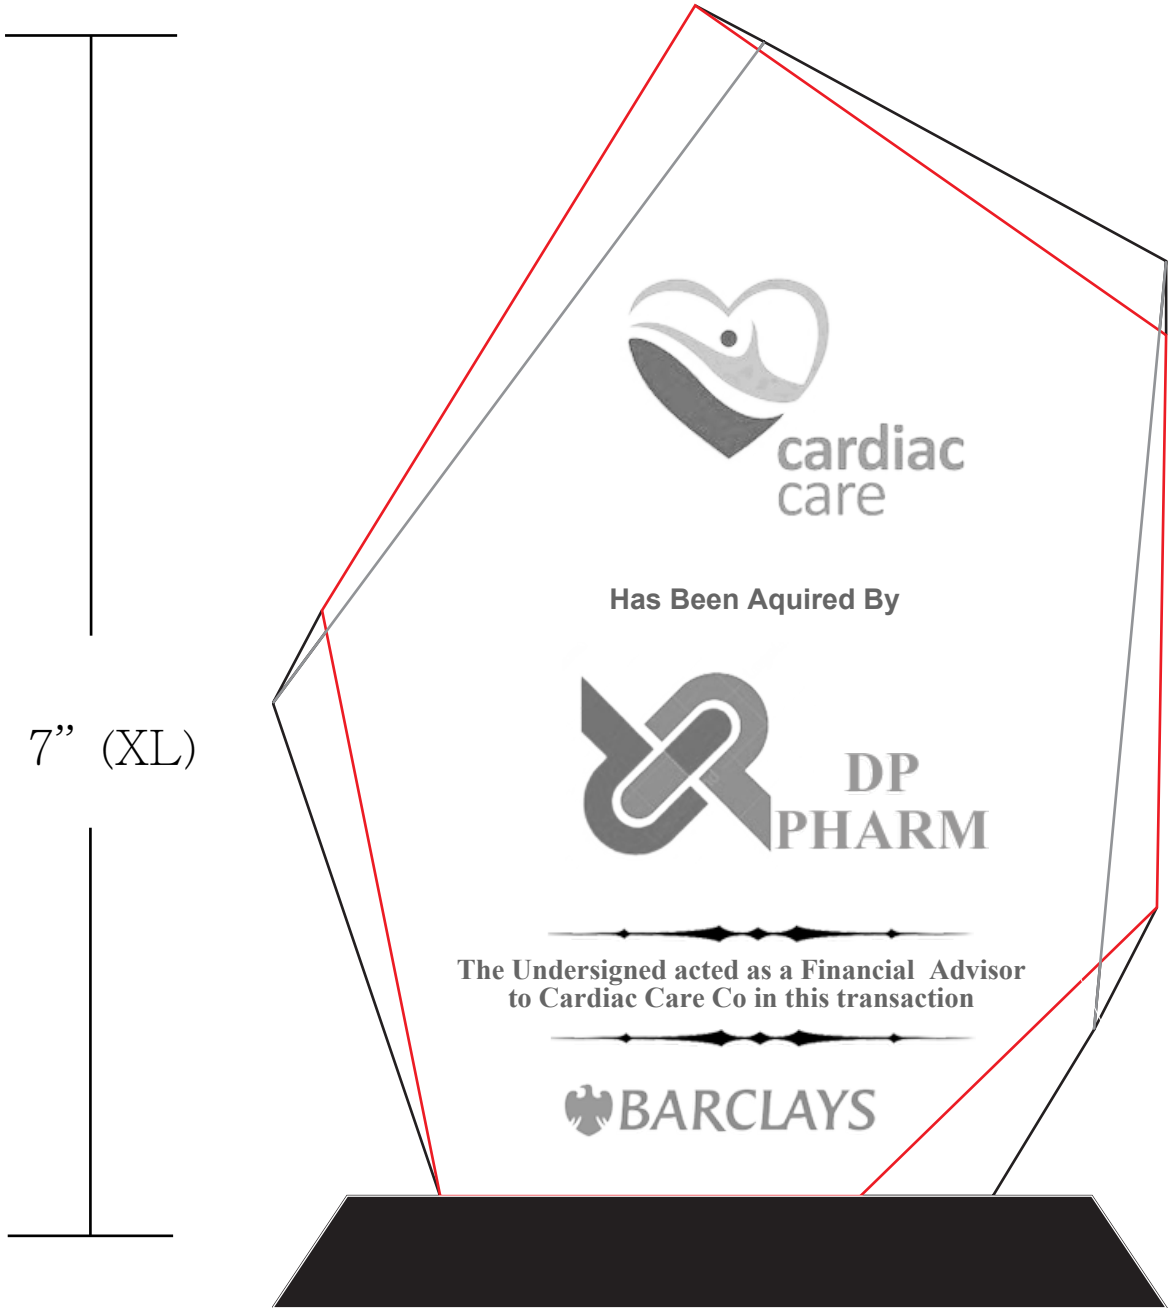 cardiac
care
Has Been Aquired By
7” (XL)
DP
PHARM
The Undersigned acted as a Financial Advisor
to Cardiac Care Co in this transaction
BARCLAYS